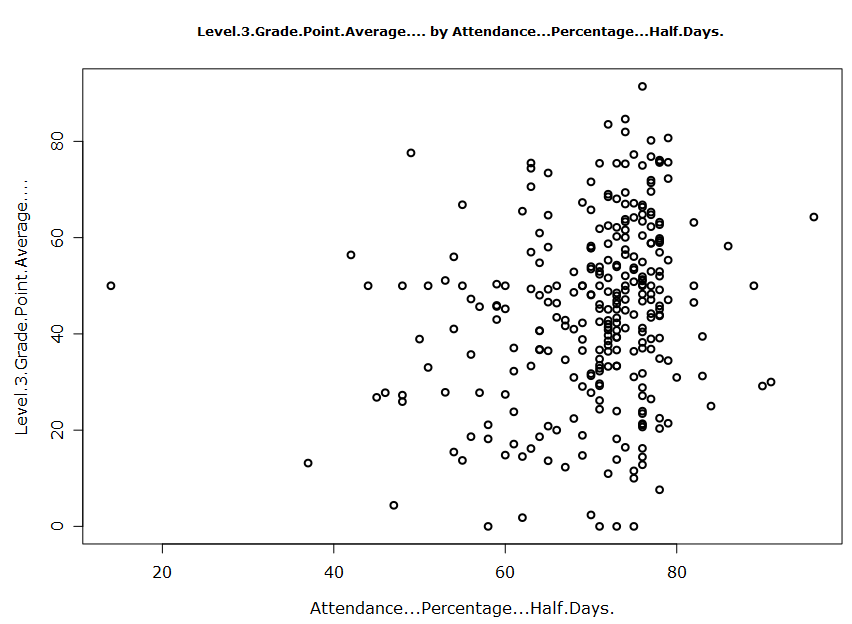 Level.3.Grade.Point.Average.... by Attendance...Percentage...Half.Days.
Level.3.Grade.Point.Average....
80
60
40
20
0
20 40 60 80
Attendance...Percentage...Half.Days.